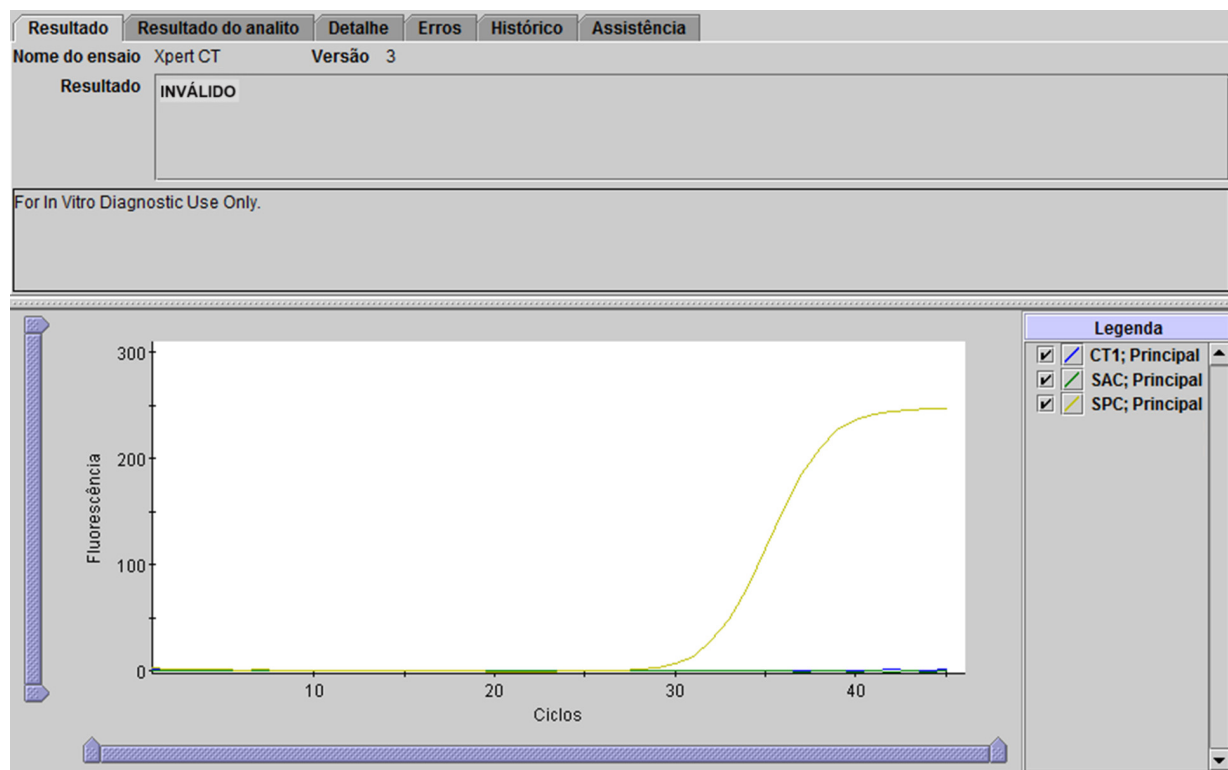 Resultado Resultado do analito Detalhe Erros Histórico Assistência
Nome do ensaio Xpert CT Versão 3
Resultado INVÁLIDO
For In Vitro Diagnostic Use Only.
Legenda
CT1; Principal
SAC; Principal
SPC; Principal
300
200
100
0
Fluorescência
10 20 30 40
Ciclos